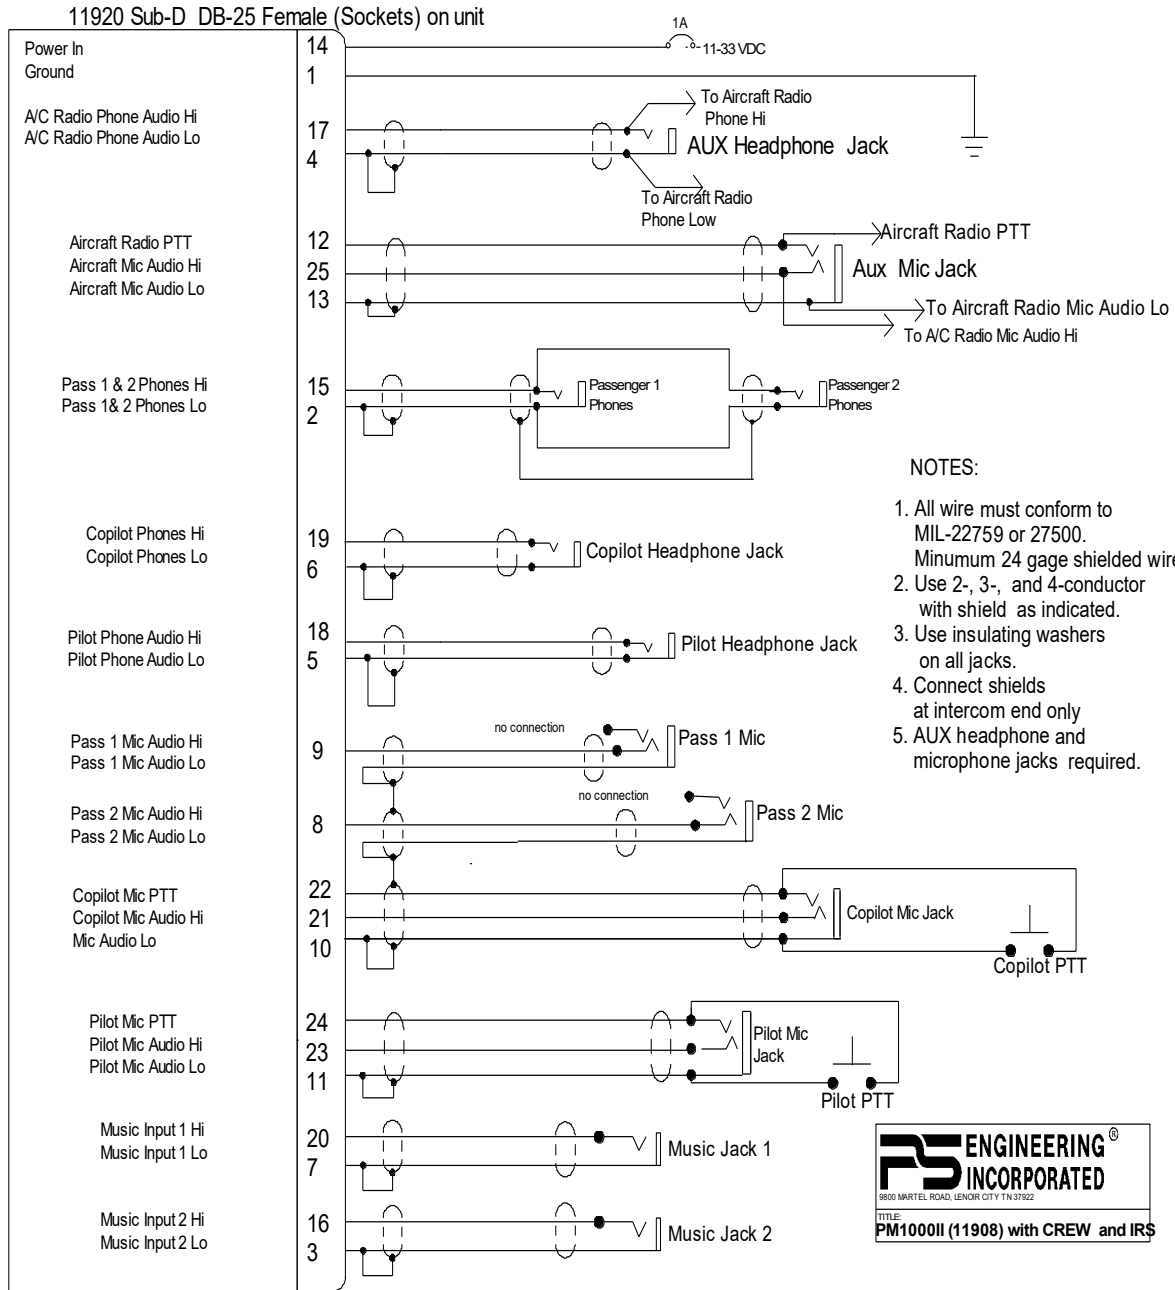 11920 Sub-D DB-25 Female (Sockets) on unit
Power In
14
1A
11-33 VDC
Ground
1
A/C Radio Phone Audio Hi
17
To Aircraft Radio
Phone Hi
A/C Radio Phone Audio Lo
4
AUX Headphone Jack
To Aircraft Radio
Phone Low
Aircraft Radio PTT
12
Aircraft Radio PTT
Aircraft Mic Audio Hi
25
Aux Mic Jack
Aircraft Mic Audio Lo
13
To Aircraft Radio Mic Audio Lo
To A/C Radio Mic Audio Hi
Pass 1 & 2 Phones Hi
15
Passenger 1
Phones
Passenger 2
Phones
Pass 1& 2 Phones Lo
2
NOTES:
1. All wire must conform to
MIL-22759 or 27500.
Minumum 24 gage shielded wire
2. Use 2-, 3-, and 4-conductor
with shield as indicated.
3. Use insulating washers
on all jacks.
4. Connect shields
at intercom end only
5. AUX headphone and
microphone jacks required.
Copilot Phones Hi
19
Copilot Phones Lo
6
Copilot Headphone Jack
Pilot Phone Audio Hi
18
Pilot Phone Audio Lo
5
Pilot Headphone Jack
no connection
Pass 1 Mic Audio Hi
9
Pass 1 Mic
Pass 1 Mic Audio Lo
no connection
Pass 2 Mic Audio Hi
8
Pass 2 Mic
Pass 2 Mic Audio Lo
Copilot Mic PTT
22
Copilot Mic Audio Hi
21
Copilot Mic Jack
Mic Audio Lo
10
Copilot PTT
Pilot Mic PTT
24
Pilot Mic
Jack
Pilot Mic Audio Hi
23
Pilot Mic Audio Lo
11
Pilot PTT
Music Input 1 Hi
20
Music Input 1 Lo
7
Music Jack 1
Music Input 2 Hi
16
Music Input 2 Lo
3
Music Jack 2
PS ENGINEERING ®
INCORPORATED
9800 MARTEL ROAD, LENOIR CITY TN 37922
TITLE:
PM1000II (11908) with CREW and IRS